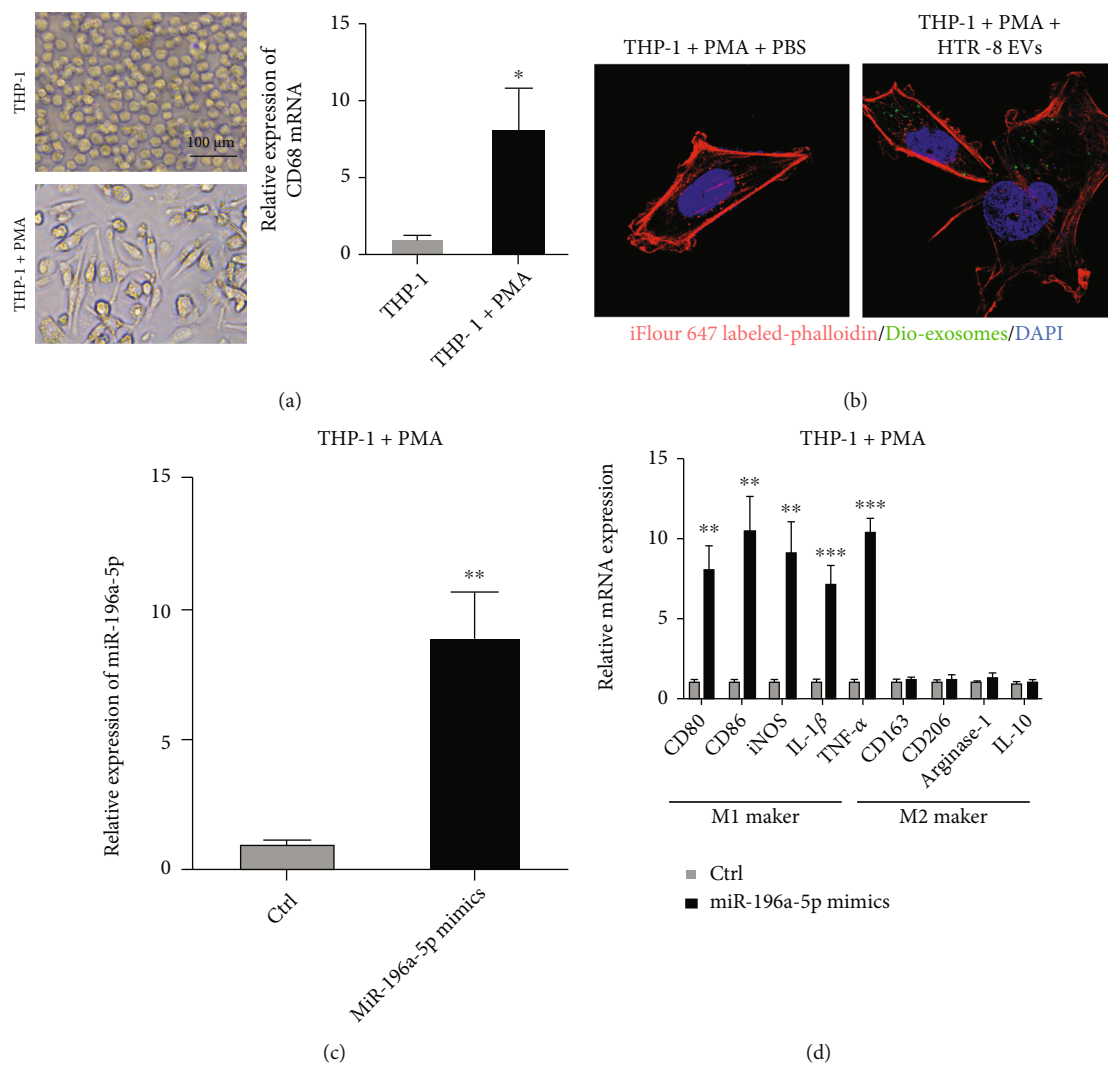 THP-1
100 µm
THP-1 + PMA
Relative expression of
CD68 mRNA
15
10
5
0
*
THP-1
THP- 1 + PMA
(a)
THP-1 + PMA + PBS
THP-1 + PMA +
HTR -8 EVs
iFlour 647 labeled-phalloidin/Dio-exosomes/DAPI
(b)
THP-1 + PMA
Relative expression of miR-196a-5p
15
10
5
0
**
Ctrl
MiR-196a-5p mimics
(c)
THP-1 + PMA
Relative mRNA expression
15
10
5
0
**
**
**
***
***
CD80
CD86
iNOS
IL-1β
TNF-α
CD163
CD206
Arginase-1
IL-10
M1 maker
M2 maker
Ctrl
miR-196a-5p mimics
(d)